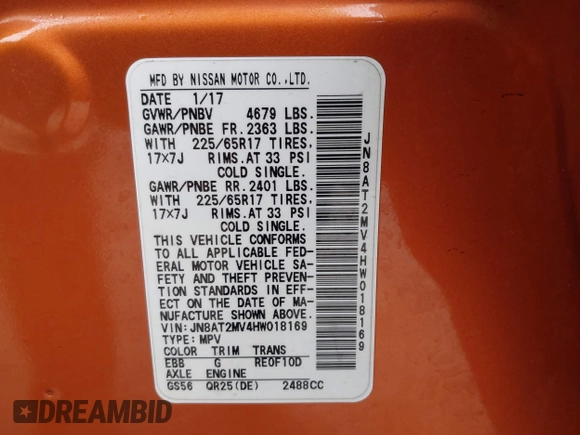 MFD BY NISSAN MOTOR CO.,LTD.
DATE 1/17
GVWR/PNBV 4679 LBS.
GAWR/PNBE FR. 2363 LBS.
WITH 225/65R17 TIRES,
17×7J RIMS.AT 33 PSI
COLD SINGLE.
GAWR/PNBE RR. 2401 LBS.
WITH 225/65R17 TIRES,
17×7J RIMS.AT 33 PSI
COLD SINGLE.
THIS VEHICLE CONFORMS
TO ALL APPLICABLE FED-
ERAL MOTOR VEHICLE SA-
FETY AND THEFT PREVEN-
TION STANDARDS IN EFF-
ECT ON THE DATE OF MA-
NUFACTURE SHOWN ABOVE.
VIN: JN8AT2MV4HW018169
TYPE: MPV
COLOR TRIM TRANS
EBB G RE0F10D
AXLE ENGINE
GS56 QR25(DE) 2488CC
JN8AT2MV4HW018169
DREAMBID